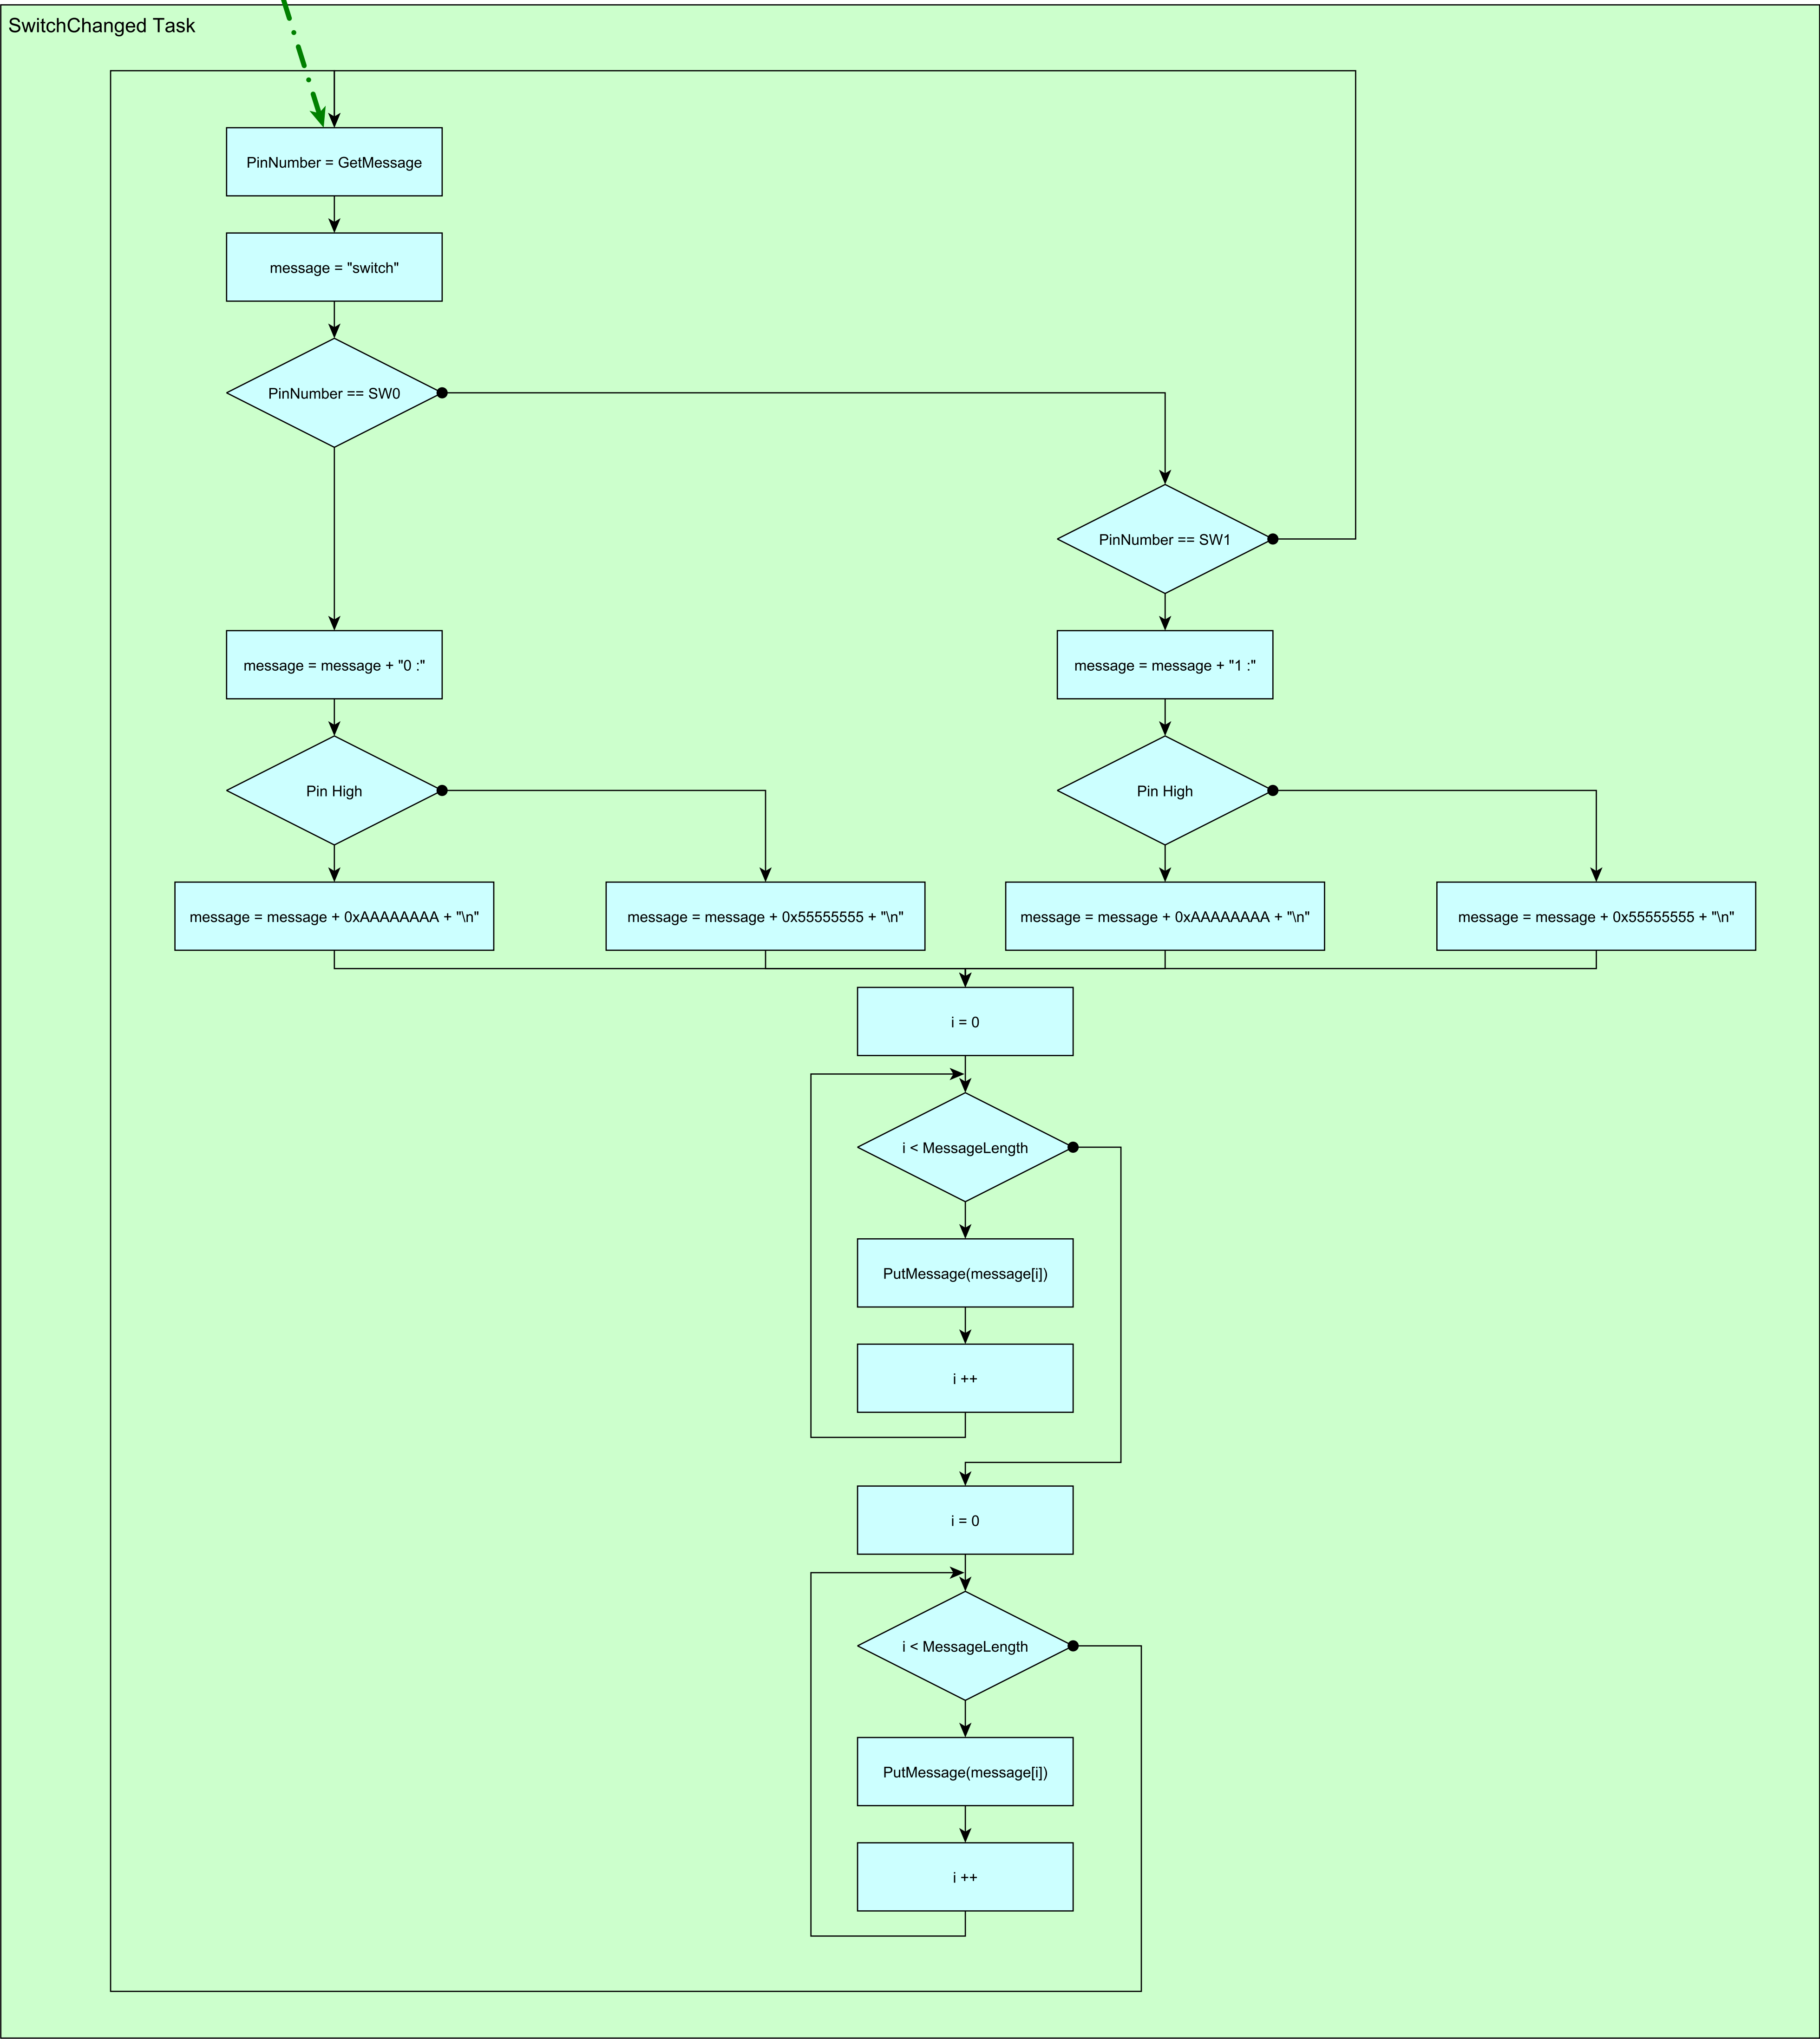 SwitchChanged Task
PinNumber = GetMessage
message = "switch"
PinNumber == SW0
PinNumber == SW1
message = message + "0 :"
message = message + "1 :"
Pin High
Pin High
message = message + 0xAAAAAAAA + "\n"
message = message + 0x55555555 + "\n"
message = message + 0xAAAAAAAA + "\n"
message = message + 0x55555555 + "\n"
i = 0
i < MessageLength
PutMessage(message[i])
i ++
i = 0
i < MessageLength
PutMessage(message[i])
i ++